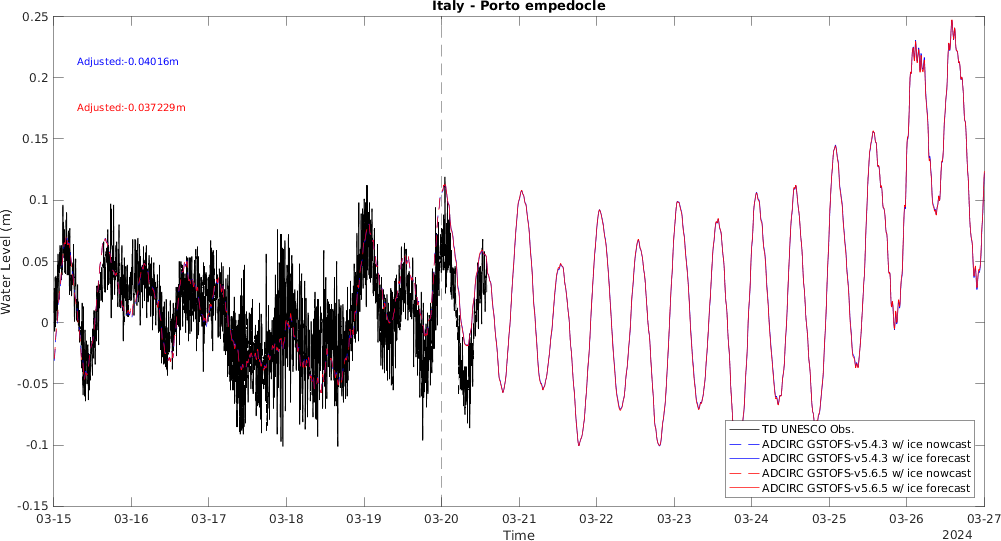 Italy - Porto empedocle
0.25
0.2
0.15
0.1
0.05
0
-0.05
-0.1
-0.15
Water Level (m)
Adjusted:-0.04016m
Adjusted:-0.037229m
TD UNESCO Obs.
ADCIRC GSTOFS-v5.4.3 w/ ice nowcast
ADCIRC GSTOFS-v5.4.3 w/ ice forecast
ADCIRC GSTOFS-v5.6.5 w/ ice nowcast
ADCIRC GSTOFS-v5.6.5 w/ ice forecast
03-15 03-16 03-17 03-18 03-19 03-20 03-21 03-22 03-23 03-24 03-25 03-26 03-27
Time
2024